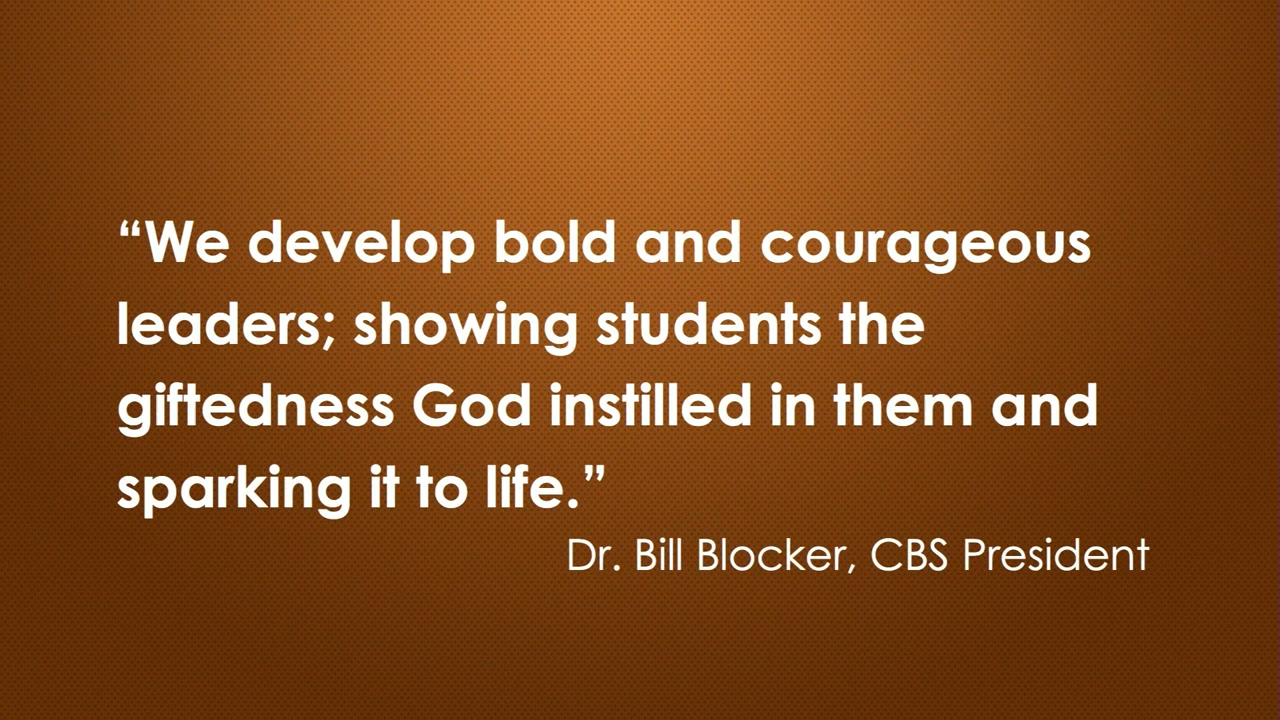 “We develop bold and courageous
leaders; showing students the
giftedness God instilled in them and
sparking it to life.”
Dr. Bill Blocker, CBS President